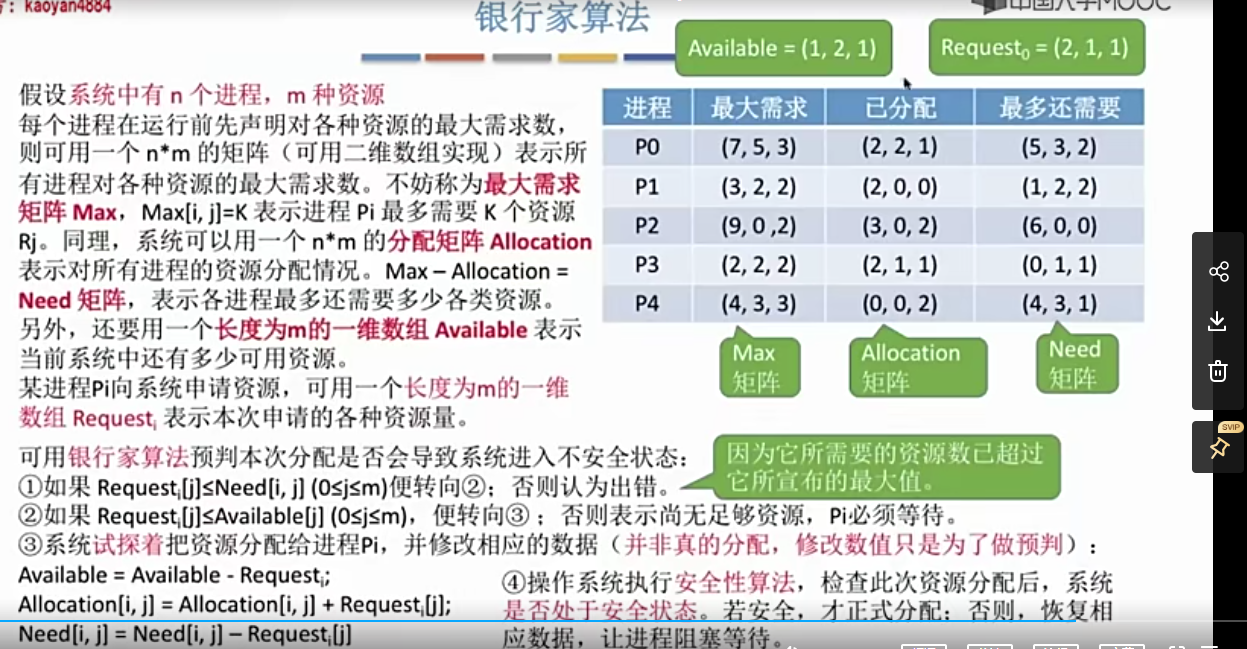 : kaoyan4884
银行家算法
中国大学MOOC
Available = (1, 2, 1)
Request₀ = (2, 1, 1)
假设系统中有 n 个进程，m 种资源
每个进程在运行前先声明对各种资源的最大需求数，
则可用一个 n*m 的矩阵（可用二维数组实现）表示所
有进程对各种资源的最大需求数。不妨称为最大需求
矩阵 Max，Max[i, j]=K 表示进程 Pi 最多需要 K 个资源
Rj。同理，系统可以用一个 n*m 的分配矩阵 Allocation
表示对所有进程的资源分配情况。Max – Allocation =
Need 矩阵，表示各进程最多还需要多少各类资源。
另外，还要用一个长度为m的一维数组 Available 表示
当前系统中还有多少可用资源。
某进程Pi向系统申请资源，可用一个长度为m的一维
数组 Requestᵢ 表示本次申请的各种资源量。
进程 最大需求 已分配 最多还需要
P0 (7, 5, 3) (2, 2, 1) (5, 3, 2)
P1 (3, 2, 2) (2, 0, 0) (1, 2, 2)
P2 (9, 0 ,2) (3, 0, 2) (6, 0, 0)
P3 (2, 2, 2) (2, 1, 1) (0, 1, 1)
P4 (4, 3, 3) (0, 0, 2) (4, 3, 1)
Max
矩阵
Allocation
矩阵
Need
矩阵
可用银行家算法预判本次分配是否会导致系统进入不安全状态：
①如果 Requestᵢ[j]≤Need[i, j] (0≤j≤m)便转向②；否则认为出错。
因为它所需要的资源数已超过
它所宣布的最大值。
②如果 Requestᵢ[j]≤Available[j] (0≤j≤m)，便转向③ ；否则表示尚无足够资源，Pi必须等待。
③系统试探着把资源分配给进程Pi，并修改相应的数据（并非真的分配，修改数值只是为了做预判）：
Available = Available - Requestᵢ;
Allocation[i, j] = Allocation[i, j] + Requestᵢ[j];
Need[i, j] = Need[i, j] – Requestᵢ[j]
④操作系统执行安全性算法，检查此次资源分配后，系统
是否处于安全状态。若安全，才正式分配；否则，恢复相
应数据，让进程阻塞等待。
SVIP